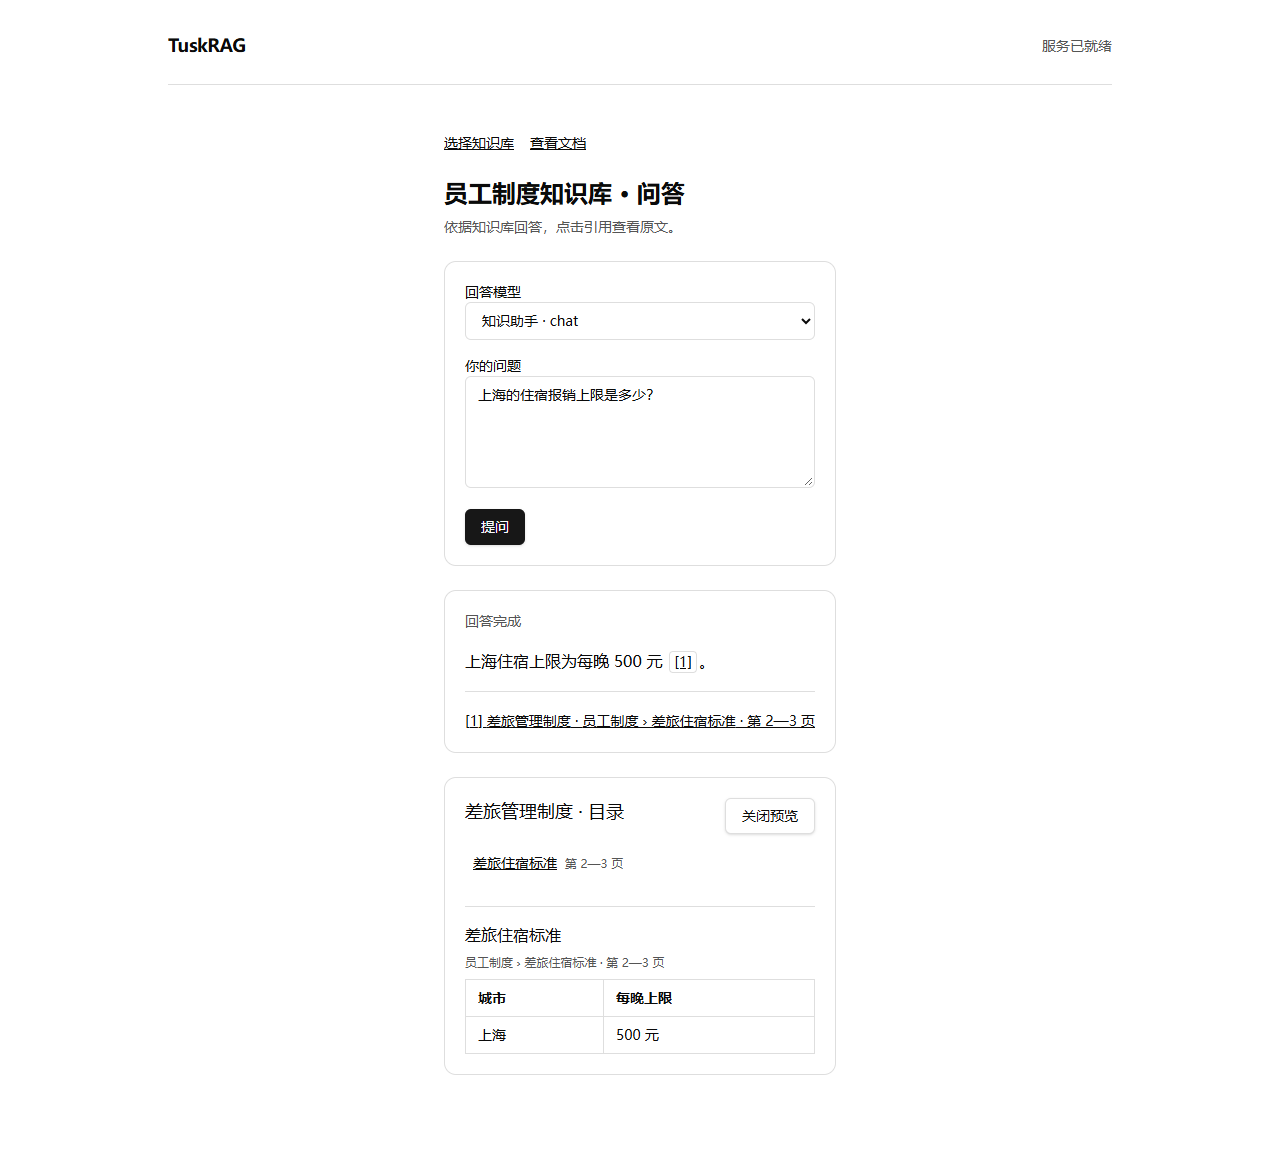 TuskRAG
服务已就绪
选择知识库 查看文档
员工制度知识库 · 问答
依据知识库回答，点击引用查看原文。
回答模型
知识助手 · chat
你的问题
上海的住宿报销上限是多少？
提问
回答完成
上海住宿上限为每晚 500 元 [1] 。
[1] 差旅管理制度 · 员工制度 › 差旅住宿标准 · 第 2—3 页
差旅管理制度 · 目录
关闭预览
差旅住宿标准 第 2—3 页
差旅住宿标准
员工制度 › 差旅住宿标准 · 第 2—3 页
城市 每晚上限
上海 500 元